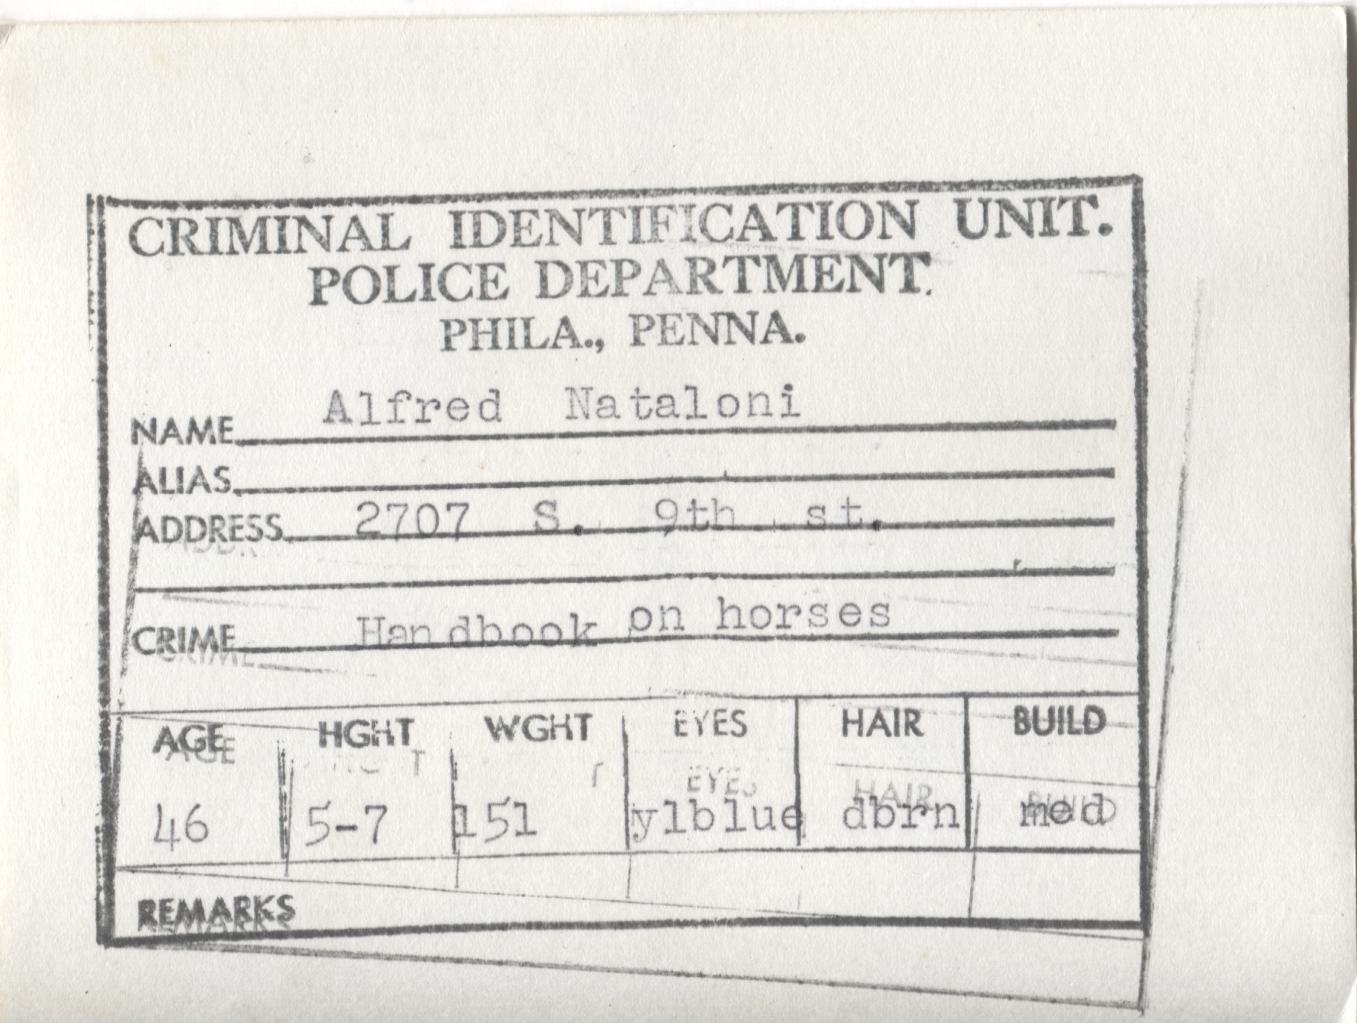 CRIMINAL IDENTIFICATION UNIT.
POLICE DEPARTMENT.
PHILA., PENNA.
NAME Alfred Nataloni
ALIAS
ADDRESS 2707 S. 9th st.
CRIME Handbook on horses
AGE HGHT WGHT EYES HAIR BUILD
46 5-7 151 ylblue dbrn med
REMARKS